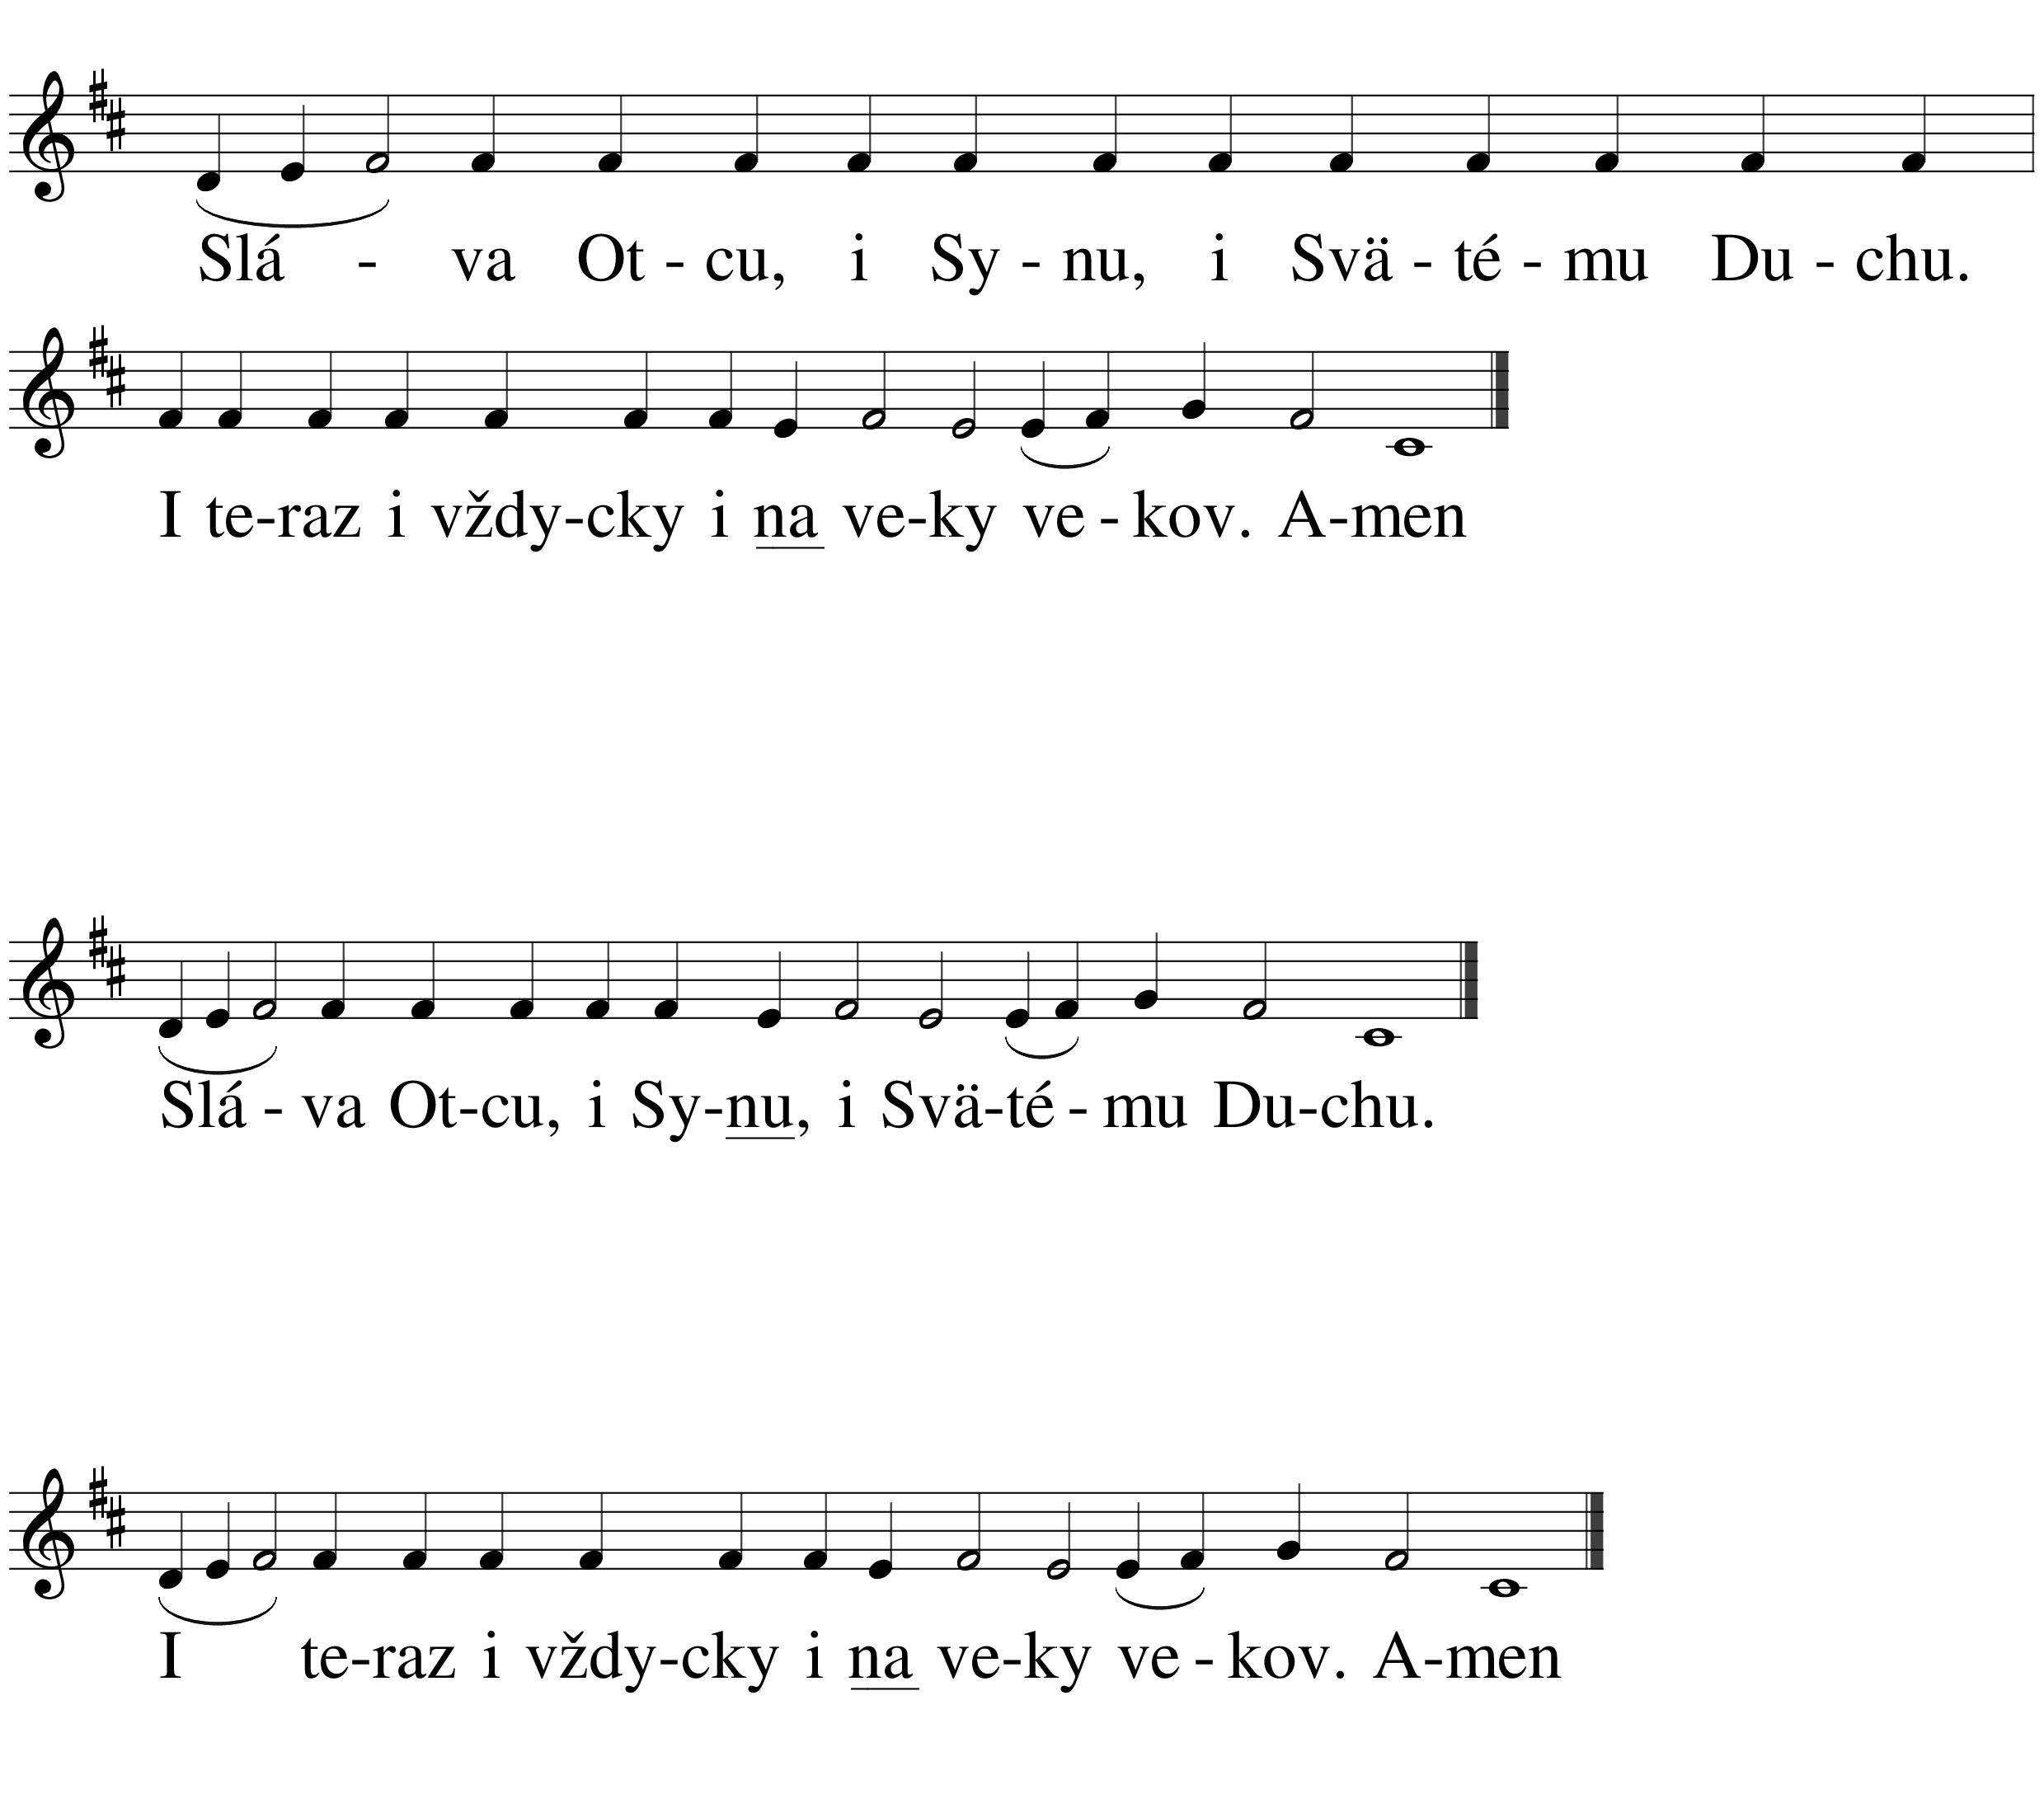 Slá - va Ot - cu, i Sy - nu, i Svä - té - mu Du - chu.
I te-raz i vždy-cky i na ve-ky ve - kov. A-men
Slá - va Ot-cu, i Sy-nu, i Svä-té - mu Du-chu.
I te-raz i vždy-cky i na ve-ky ve - kov. A-men